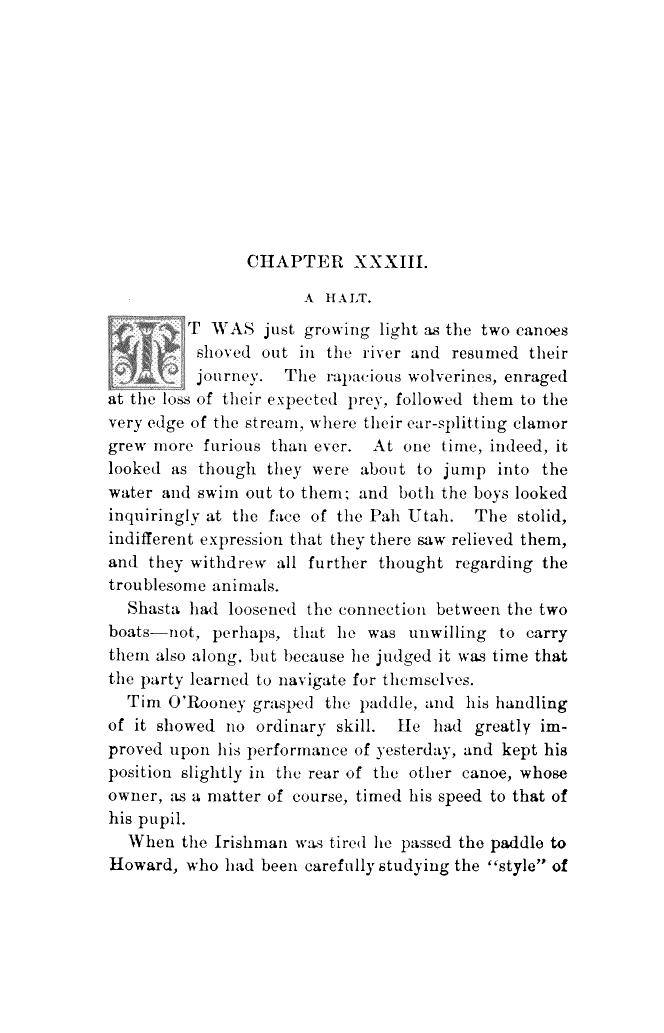 CHAPTER XXXIII.
A HALT.
IT WAS just growing light as the two canoes
shoved out in the river and resumed their
journey. The rapacious wolverines, enraged
at the loss of their expected prey, followed them to the
very edge of the stream, where their ear-splitting clamor
grew more furious than ever. At one time, indeed, it
looked as though they were about to jump into the
water and swim out to them; and both the boys looked
inquiringly at the face of the Pah Utah. The stolid,
indifferent expression that they there saw relieved them,
and they withdrew all further thought regarding the
troublesome animals.
Shasta had loosened the connection between the two
boats—not, perhaps, that he was unwilling to carry
them also along, but because he judged it was time that
the party learned to navigate for themselves.
Tim O'Rooney grasped the paddle, and his handling
of it showed no ordinary skill. He had greatly im-
proved upon his performance of yesterday, and kept his
position slightly in the rear of the other canoe, whose
owner, as a matter of course, timed his speed to that of
his pupil.
When the Irishman was tired he passed the paddle to
Howard, who had been carefully studying the "style" of